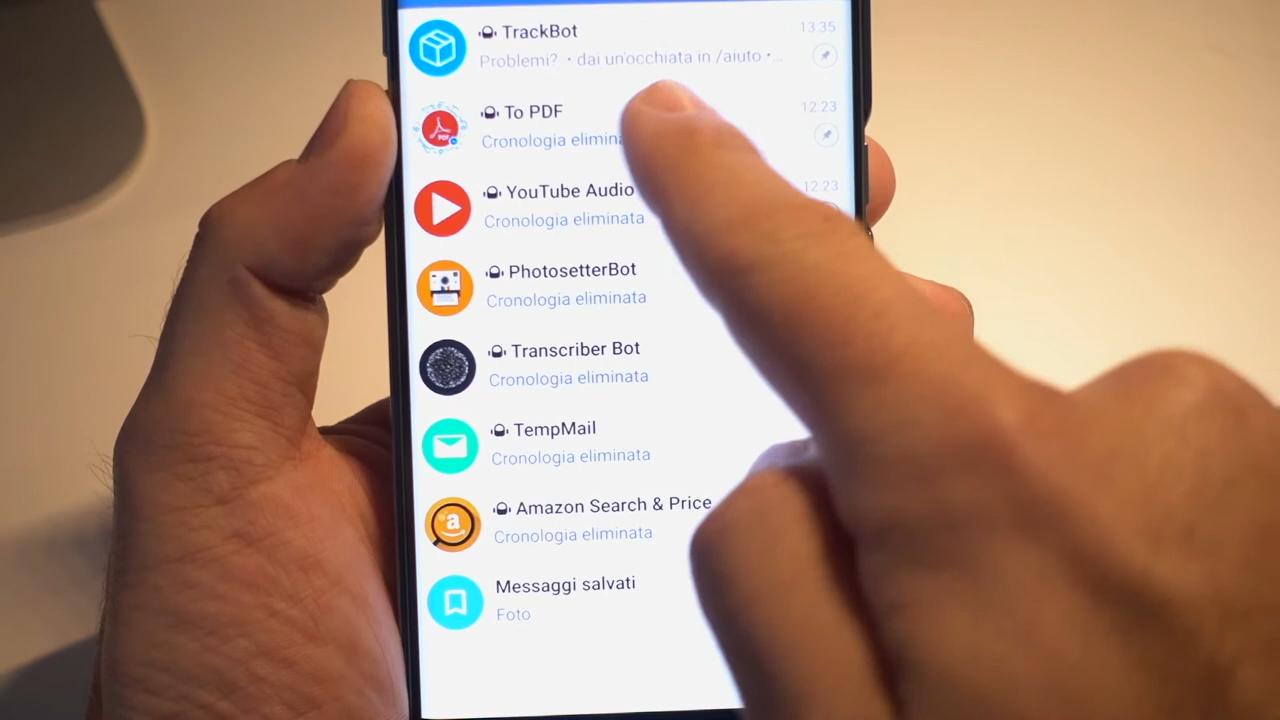 TrackBot
13:35
Problemi? • dai un'occhiata in /aiuto •...
To PDF
12:23
Cronologia elimina
PDF
YouTube Audio
12:23
Cronologia eliminata
PhotosetterBot
Cronologia eliminata
Transcriber Bot
Cronologia eliminata
TempMail
Cronologia eliminata
Amazon Search & Price
a
Cronologia eliminata
Messaggi salvati
Foto